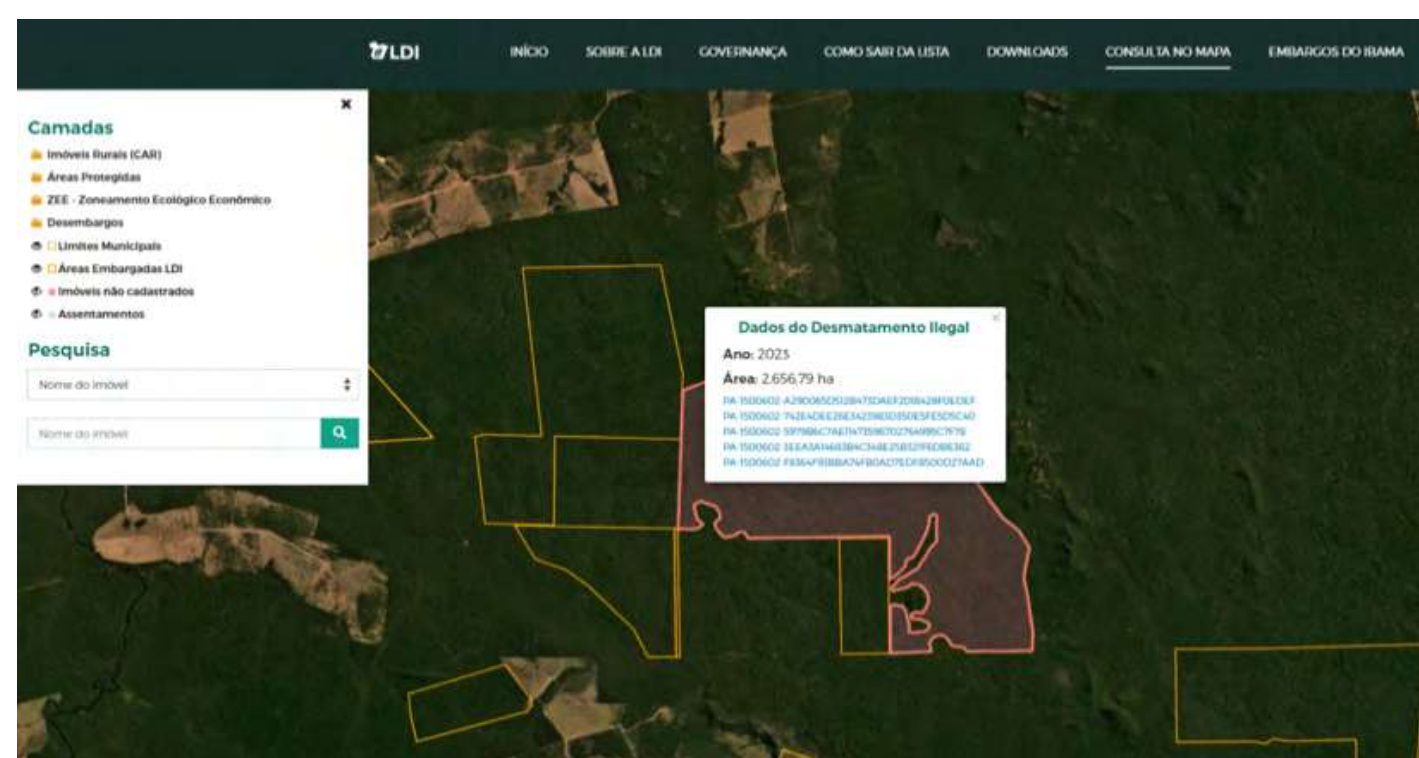 LDI
INÍCIO
SOBRE A LDI
GOVERNANÇA
COMO SAIR DA LISTA
DOWNLOADS
CONSULTA NO MAPA
EMBARGOS DO IBAMA
Camadas
Imóveis Rurais (CAR)
Áreas Protegidas
ZEE - Zoneamento Ecológico Econômico
Desembargos
Limites Municipais
Áreas Embargadas LDI
Imóveis não cadastrados
Assentamentos
Pesquisa
Nome do imóvel
Nome do imóvel
Dados do Desmatamento Ilegal
Ano: 2023
Área: 2.656,79 ha